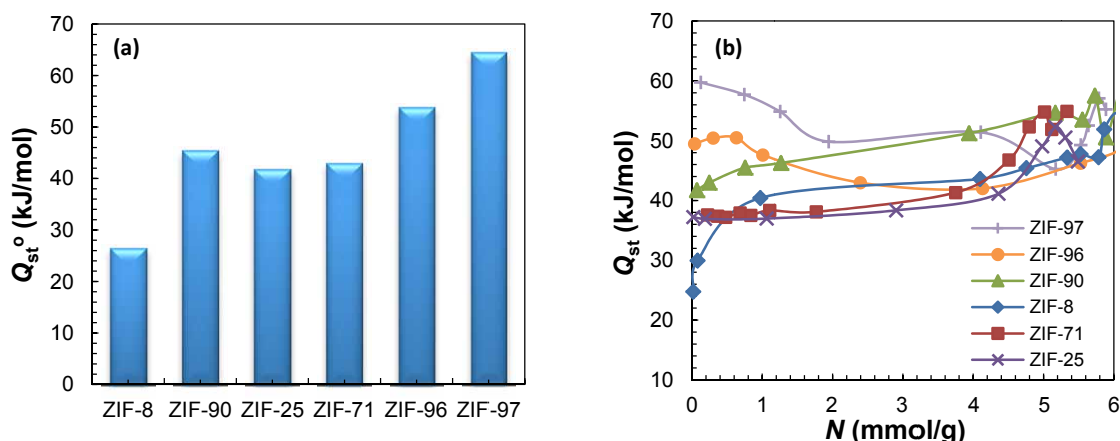 (a)
Qstº (kJ/mol)
70
60
50
40
30
20
10
0
ZIF-8 ZIF-90 ZIF-25 ZIF-71 ZIF-96 ZIF-97
(b)
Qst (kJ/mol)
70
60
50
40
30
20
10
ZIF-97
ZIF-96
ZIF-90
ZIF-8
ZIF-71
ZIF-25
0 1 2 3 4 5 6
N (mmol/g)